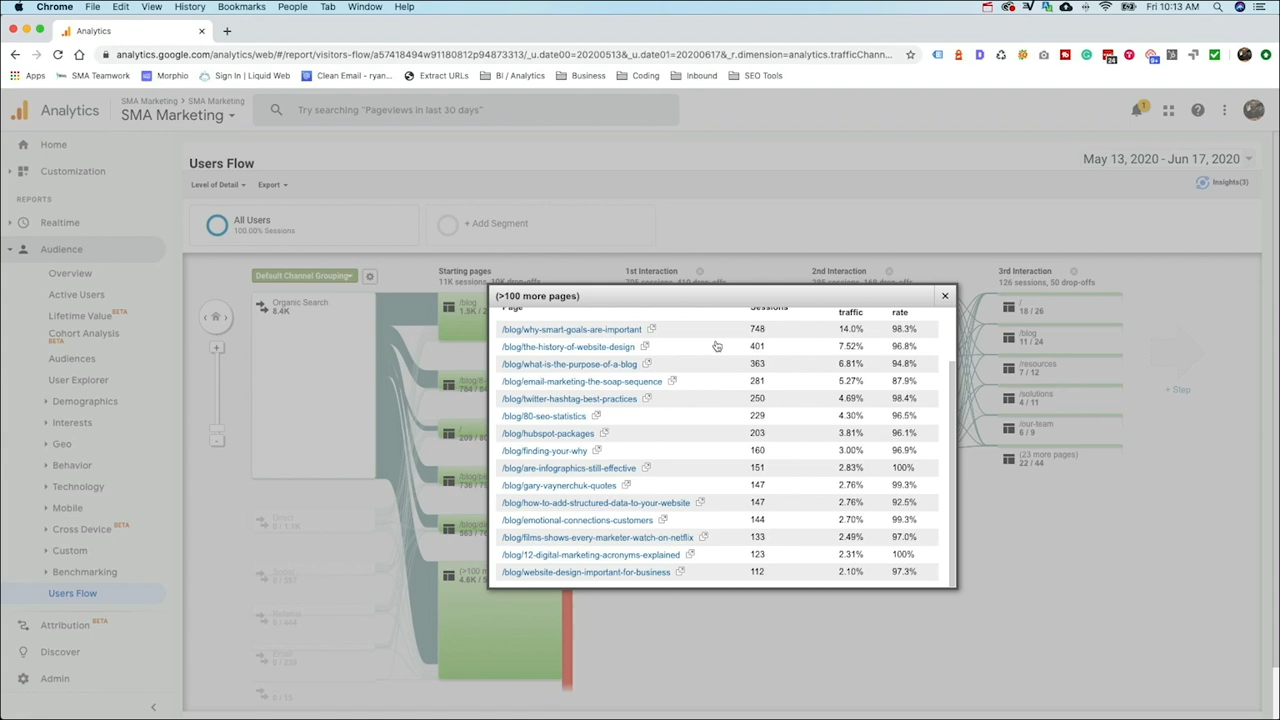 Chrome File Edit View History Bookmarks People Tab Window Help Fri 10:13 AM
Analytics
analytics.google.com/analytics/web/#/report/visitors-flow/a57418494w91180812p94873313/_u.date00=20200513&_u.date01=20200617&_r.dimension=analytics.trafficChann...
Apps SMA Teamwork Morphio Sign In | Liquid Web Clean Email - ryan... Extract URLs BI / Analytics Business Coding Inbound SEO Tools
Analytics
SMA Marketing > SMA Marketing
SMA Marketing
Try searching "Pageviews in last 30 days"
1
Home
Customization
REPORTS
Realtime
Audience
Overview
Active Users
Lifetime Value BETA
Cohort Analysis
BETA
Audiences
User Explorer
Demographics
Interests
Geo
Behavior
Technology
Mobile
Cross Device BETA
Custom
Benchmarking
Users Flow
Attribution BETA
Discover
Admin
Users Flow
May 13, 2020 - Jun 17, 2020
Level of Detail Export
Insights(3)
All Users
100.00% Sessions
+ Add Segment
Default Channel Grouping
Starting pages
1st Interaction
2nd Interaction
3rd Interaction
126 sessions, 50 drop-offs
Organic Search
8.4K
/blog
(>100 more pages)
Page Sessions traffic rate
/blog/why-smart-goals-are-important 748 14.0% 98.3%
/blog/the-history-of-website-design 401 7.52% 96.8%
/blog/what-is-the-purpose-of-a-blog 363 6.81% 94.8%
/blog/email-marketing-the-soap-sequence 281 5.27% 87.9%
/blog/twitter-hashtag-best-practices 250 4.69% 98.4%
/blog/80-seo-statistics 229 4.30% 96.5%
/blog/hubspot-packages 203 3.81% 96.1%
/blog/finding-your-why 160 3.00% 96.9%
/blog/are-infographics-still-effective 151 2.83% 100%
/blog/gary-vaynerchuk-quotes 147 2.76% 99.3%
/blog/how-to-add-structured-data-to-your-website 147 2.76% 92.5%
/blog/emotional-connections-customers 144 2.70% 99.3%
/blog/films-shows-every-marketer-watch-on-netflix 133 2.49% 97.0%
/blog/12-digital-marketing-acronyms-explained 123 2.31% 100%
/blog/website-design-important-for-business 112 2.10% 97.3%
/
18 / 26
/blog
11 / 24
/resources
7 / 12
/solutions
4 / 11
/our-team
6 / 9
(23 more pages)
22 / 44
+ Step